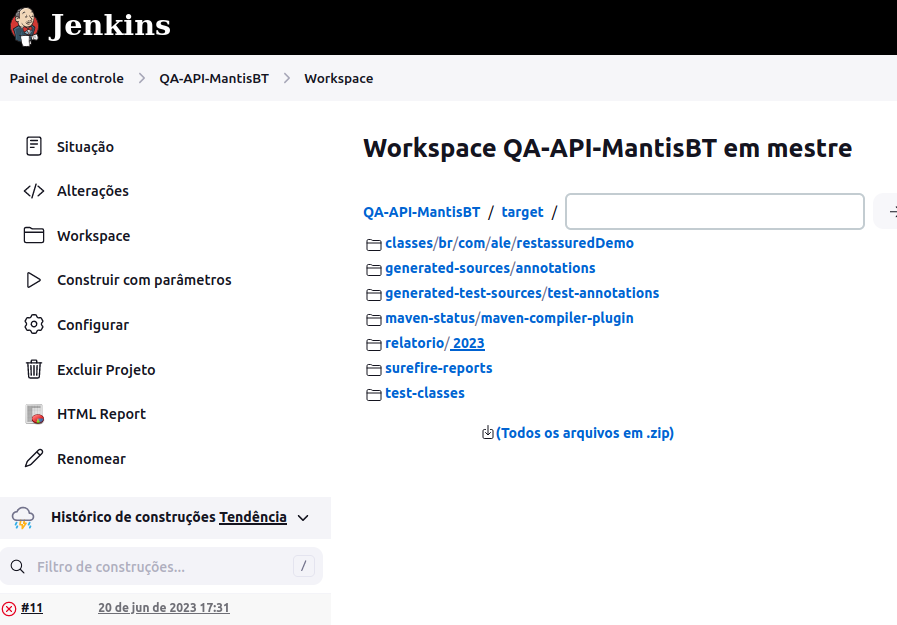 Jenkins
Painel de controle > QA-API-MantisBT > Workspace
Situação
Alterações
Workspace
Construir com parâmetros
Configurar
Excluir Projeto
HTML Report
Renomear
Histórico de construções Tendência
Filtro de construções... /
#11 20 de jun de 2023 17:31
Workspace QA-API-MantisBT em mestre
QA-API-MantisBT / target /
classes/br/com/ale/restassuredDemo
generated-sources/annotations
generated-test-sources/test-annotations
maven-status/maven-compiler-plugin
relatorio/ 2023
surefire-reports
test-classes
(Todos os arquivos em .zip)